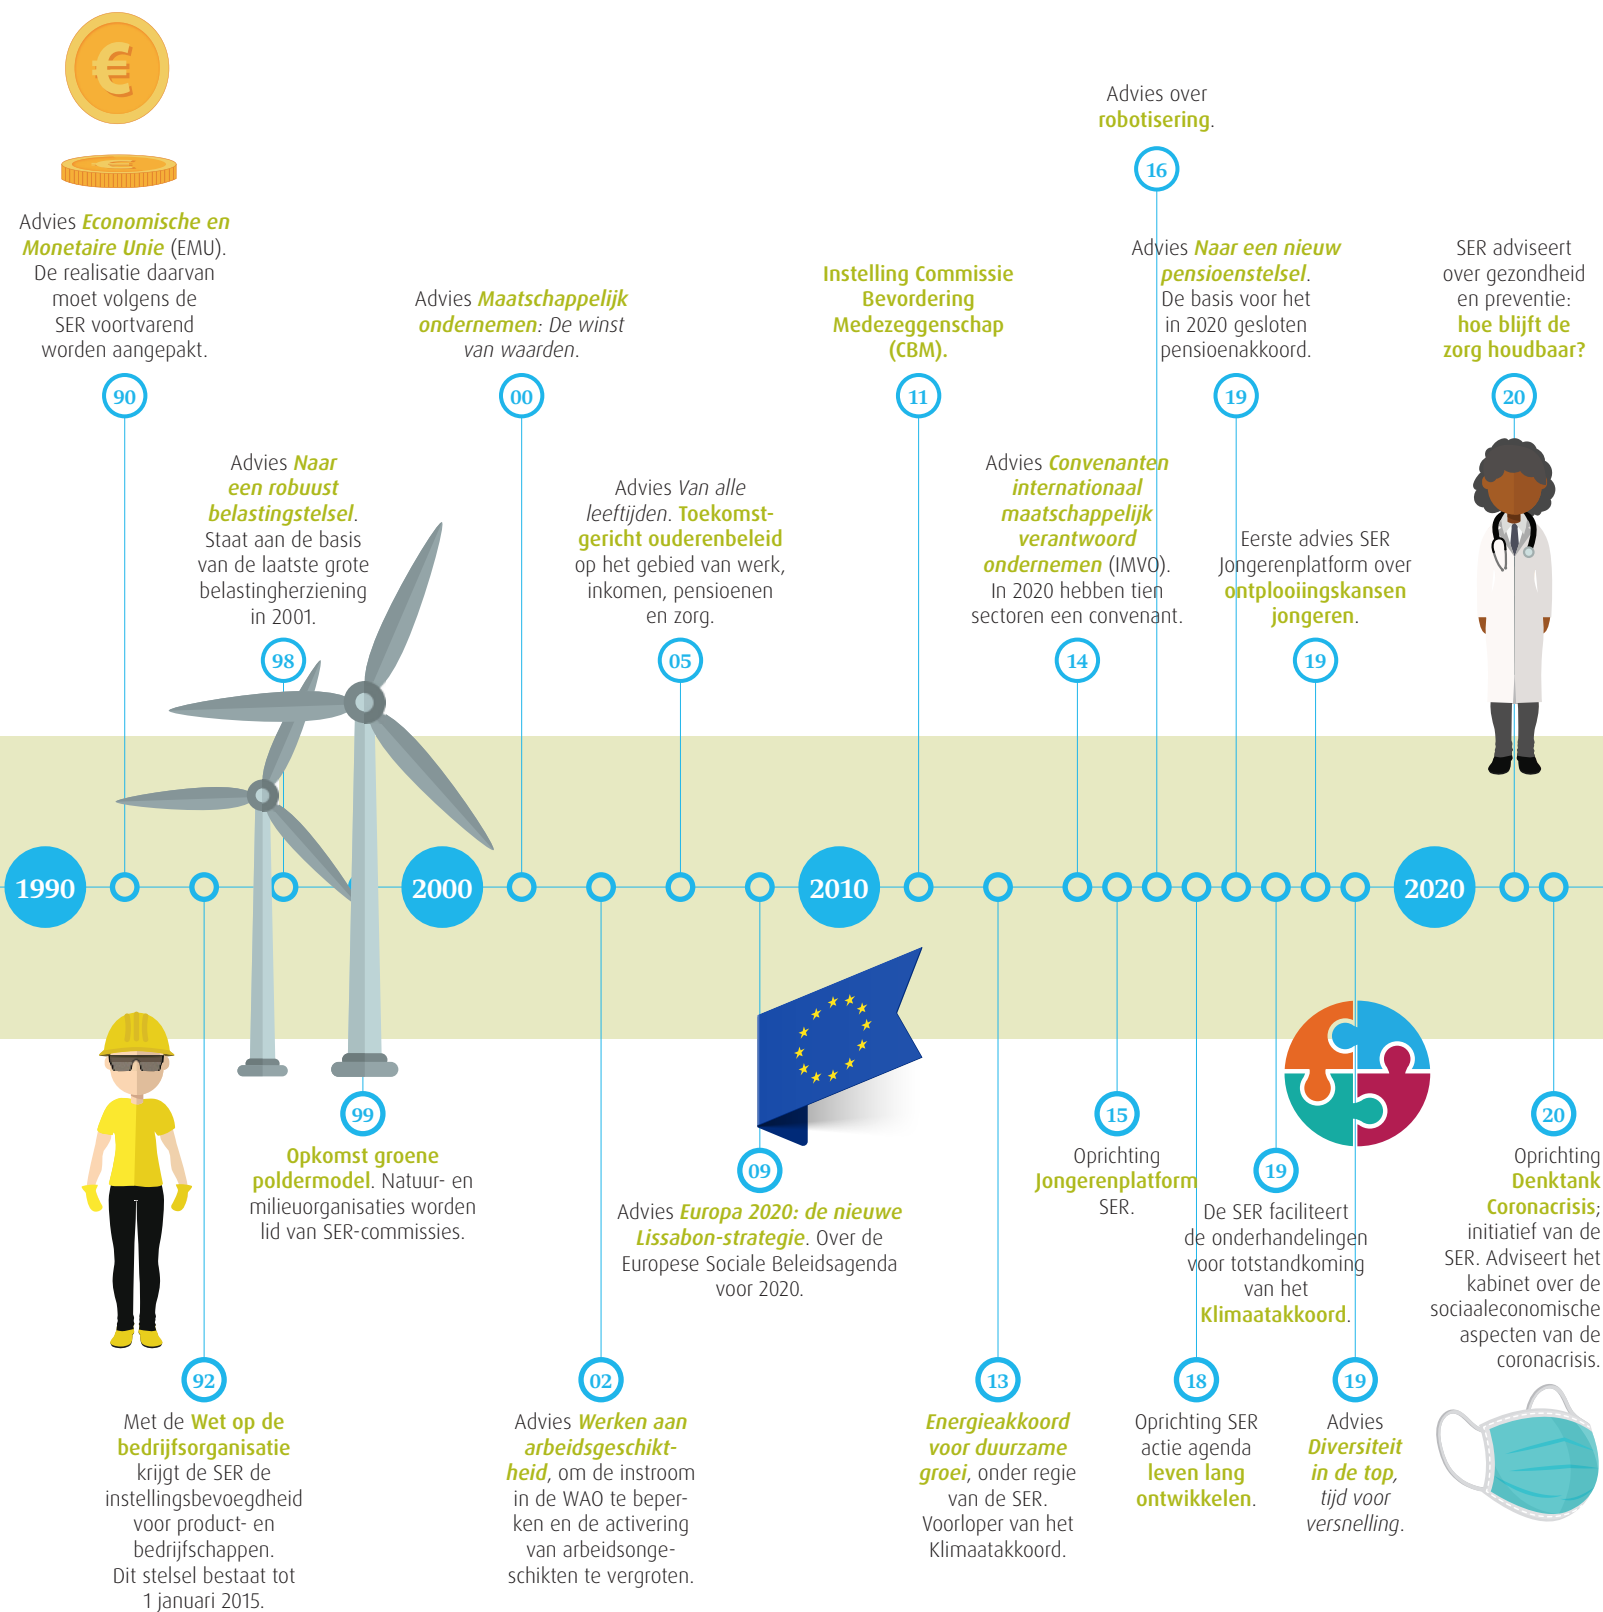 Advies Economische en
Monetaire Unie (EMU).
De realisatie daarvan
moet volgens de
SER voortvarend
worden aangepakt.
90
Advies Naar
een robuust
belastingstelsel.
Staat aan de basis
van de laatste grote
belastingherziening
in 2001.
98
Advies Maatschappelijk
ondernemen: De winst
van waarden.
00
Advies Van alle
leeftijden. Toekomst-
gericht ouderenbeleid
op het gebied van werk,
inkomen, pensioenen
en zorg.
05
Instelling Commissie
Bevordering
Medezeggenschap
(CBM).
11
Advies Convenanten
internationaal
maatschappelijk
verantwoord
ondernemen (IMVO).
In 2020 hebben tien
sectoren een convenant.
14
Advies over
robotisering.
16
Advies Naar een nieuw
pensioenstelsel.
De basis voor het
in 2020 gesloten
pensioenakkoord.
19
Eerste advies SER
Jongerenplatform over
ontplooiingskansen
jongeren.
19
SER adviseert
over gezondheid
en preventie:
hoe blijft de
zorg houdbaar?
20
1990
2000
2010
2020
92
Met de Wet op de
bedrijfsorganisatie
krijgt de SER de
instellingsbevoegdheid
voor product- en
bedrijfschappen.
Dit stelsel bestaat tot
1 januari 2015.
99
Opkomst groene
poldermodel. Natuur- en
milieuorganisaties worden
lid van SER-commissies.
02
Advies Werken aan
arbeidsgeschikt-
heid, om de instroom
in de WAO te beper-
ken en de activering
van arbeidsonge-
schikten te vergroten.
09
Advies Europa 2020: de nieuwe
Lissabon-strategie. Over de
Europese Sociale Beleidsagenda
voor 2020.
13
Energieakkoord
voor duurzame
groei, onder regie
van de SER.
Voorloper van het
Klimaatakkoord.
15
Oprichting
Jongerenplatform
SER.
18
Oprichting SER
actie agenda
leven lang
ontwikkelen.
19
De SER faciliteert
de onderhandelingen
voor totstandkoming
van het
Klimaatakkoord.
19
Advies
Diversiteit
in de top,
tijd voor
versnelling.
20
Oprichting
Denktank
Coronacrisis;
initiatief van de
SER. Adviseert het
kabinet over de
sociaaleconomische
aspecten van de
coronacrisis.